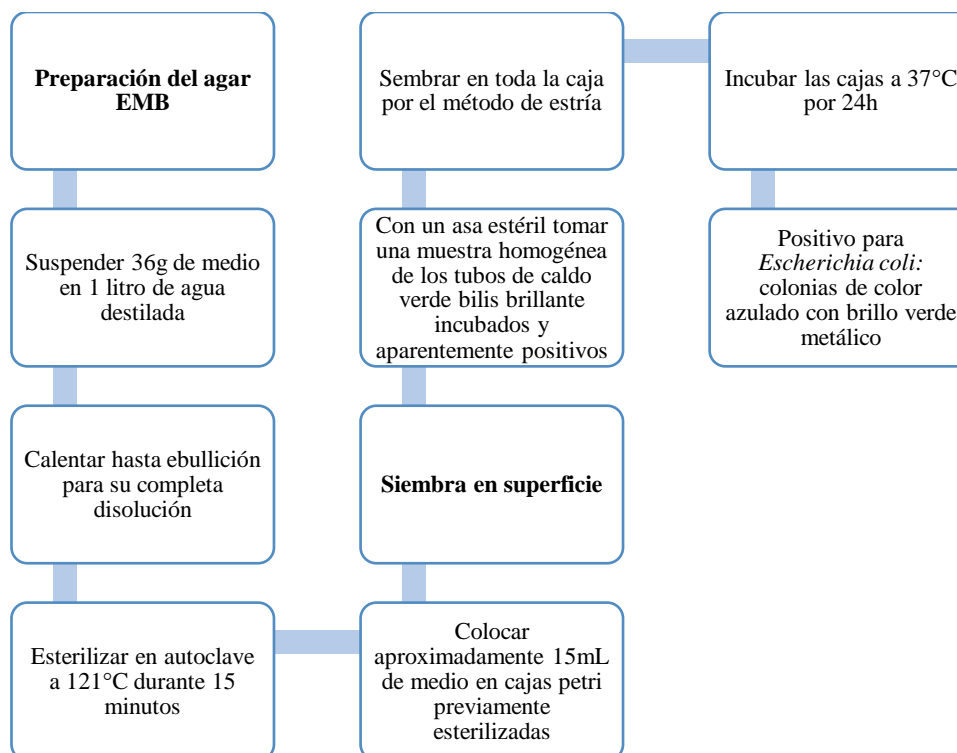 Preparación del agar
EMB
Suspender 36g de medio
en 1 litro de agua
destilada
Calentar hasta ebullición
para su completa
disolución
Esterilizar en autoclave
a 121°C durante 15
minutos
Colocar
aproximadamente 15mL
de medio en cajas petri
previamente
esterilizadas
Siembra en superficie
Con un asa estéril tomar
una muestra homogénea
de los tubos de caldo
verde bilis brillante
incubados y
aparentemente positivos
Sembrar en toda la caja
por el método de estría
Incubar las cajas a 37°C
por 24h
Positivo para
Escherichia coli:
colonias de color
azulado con brillo verde
metálico